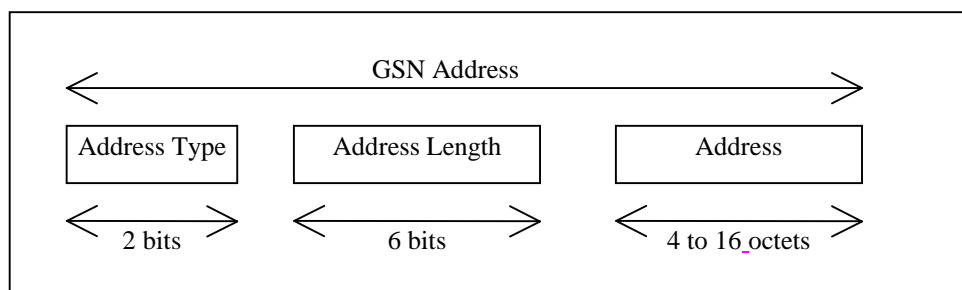 GSN Address
Address Type Address Length Address
2 bits 6 bits 4 to 16 octets